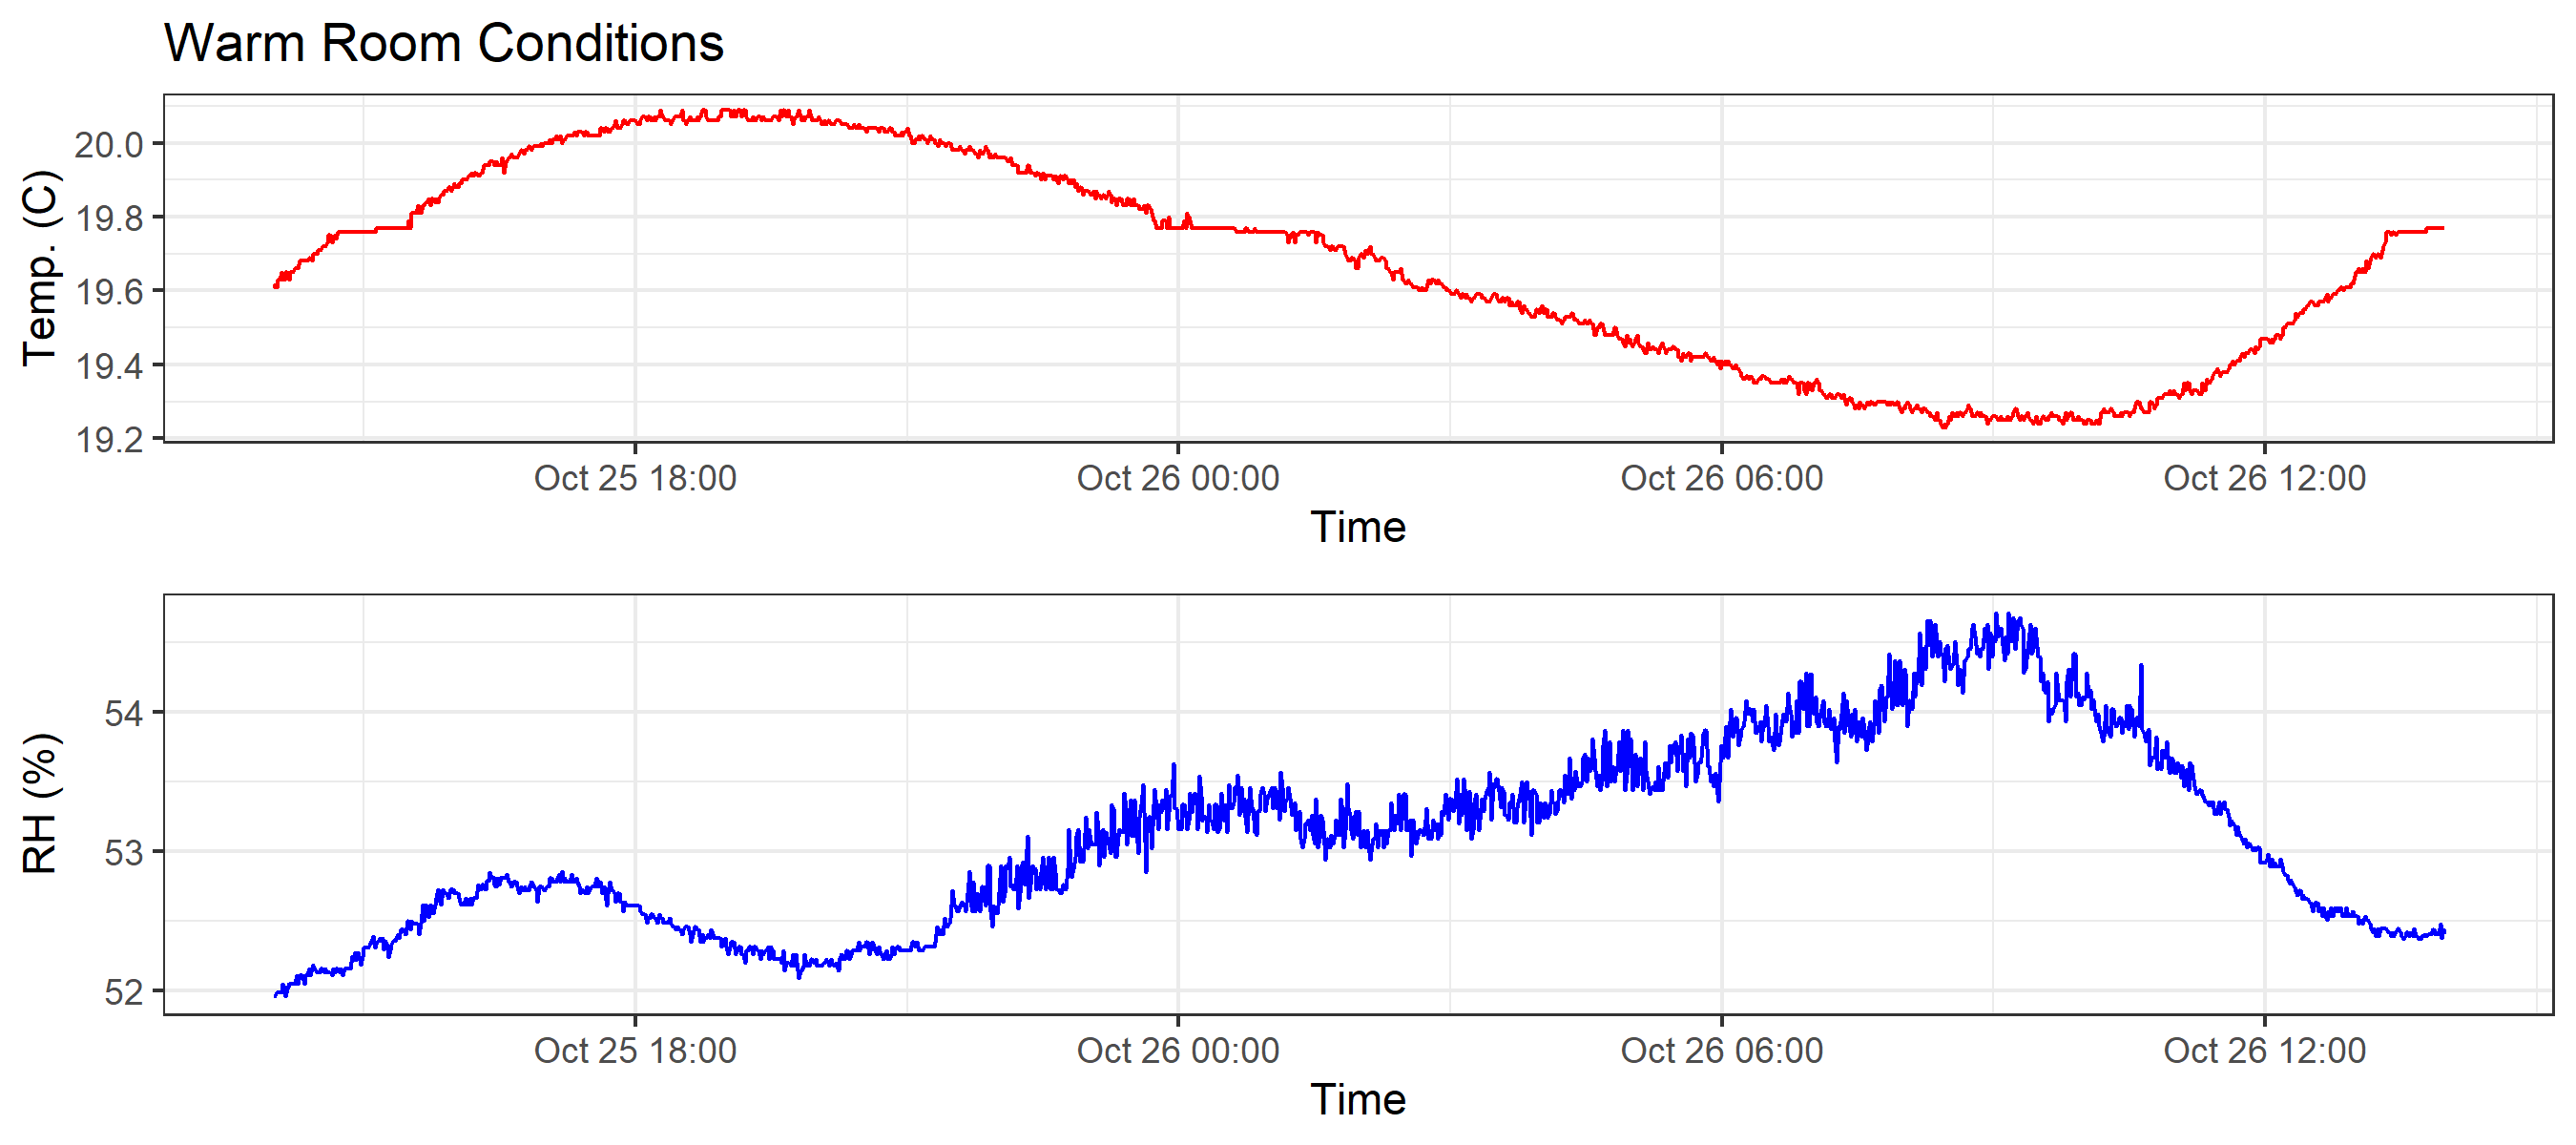 Warm Room Conditions
Temp. (C)
20.0
19.8
19.6
19.4
19.2
Oct 25 18:00 Oct 26 00:00 Oct 26 06:00 Oct 26 12:00
Time
RH (%)
54
53
52
Oct 25 18:00 Oct 26 00:00 Oct 26 06:00 Oct 26 12:00
Time